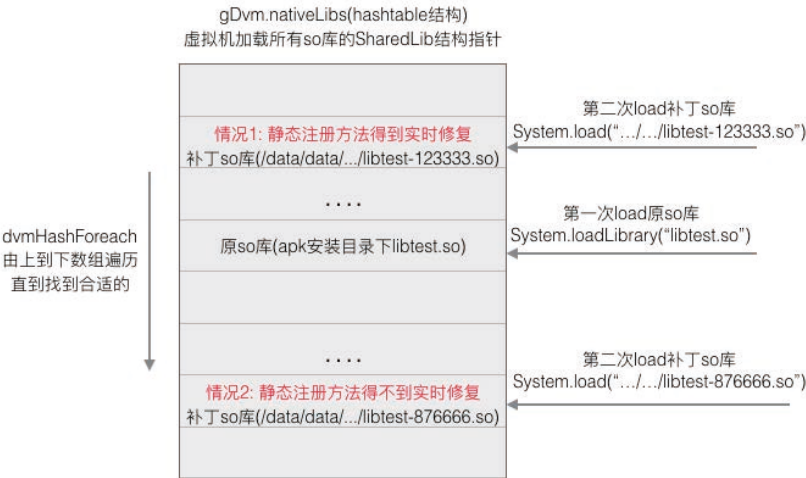 gDvm.nativeLibs(hashtable结构)
虚拟机加载所有so库的SharedLib结构指针
情况1: 静态注册方法得到实时修复
补丁so库(/data/data/.../libtest-123333.so)
第二次load补丁so库
System.load(“.../.../libtest-123333.so”)
....
dvmHashForeach
由上到下数组遍历
直到找到合适的
原so库(apk安装目录下libtest.so)
第一次load原so库
System.loadLibrary(“libtest.so”)
....
情况2: 静态注册方法得不到实时修复
补丁so库(/data/data/.../libtest-876666.so)
第二次load补丁so库
System.load(“.../.../libtest-876666.so”)